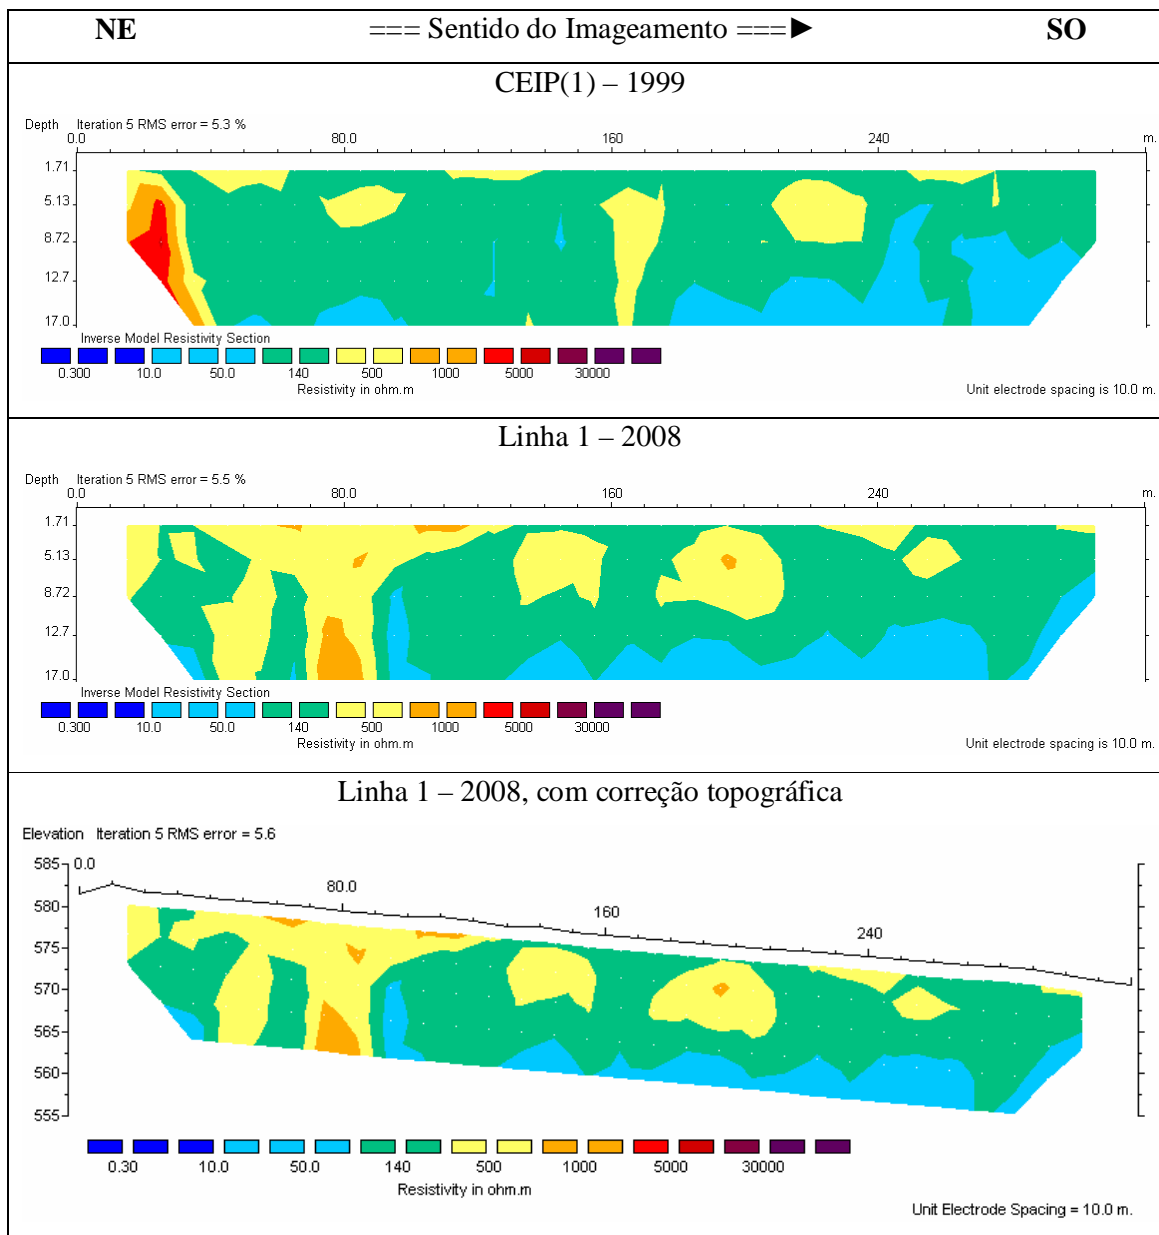 NE === Sentido do Imageamento ===► SO
CEIP(1) – 1999
Depth Iteration 5 RMS error = 5.3 %
0.0 80.0 160 240 m.
1.71
5.13
8.72
12.7
17.0
Inverse Model Resistivity Section
0.300 10.0 50.0 140 500 1000 5000 30000
Resistivity in ohm.m
Unit electrode spacing is 10.0 m.
Linha 1 – 2008
Depth Iteration 5 RMS error = 5.5 %
0.0 80.0 160 240 m.
1.71
5.13
8.72
12.7
17.0
Inverse Model Resistivity Section
0.300 10.0 50.0 140 500 1000 5000 30000
Resistivity in ohm.m
Unit electrode spacing is 10.0 m.
Linha 1 – 2008, com correção topográfica
Elevation Iteration 5 RMS error = 5.6
585 0.0
80.0
580
160
575
240
570
565
560
555
0.30 10.0 50.0 140 500 1000 5000 30000
Resistivity in ohm.m
Unit Electrode Spacing = 10.0 m.